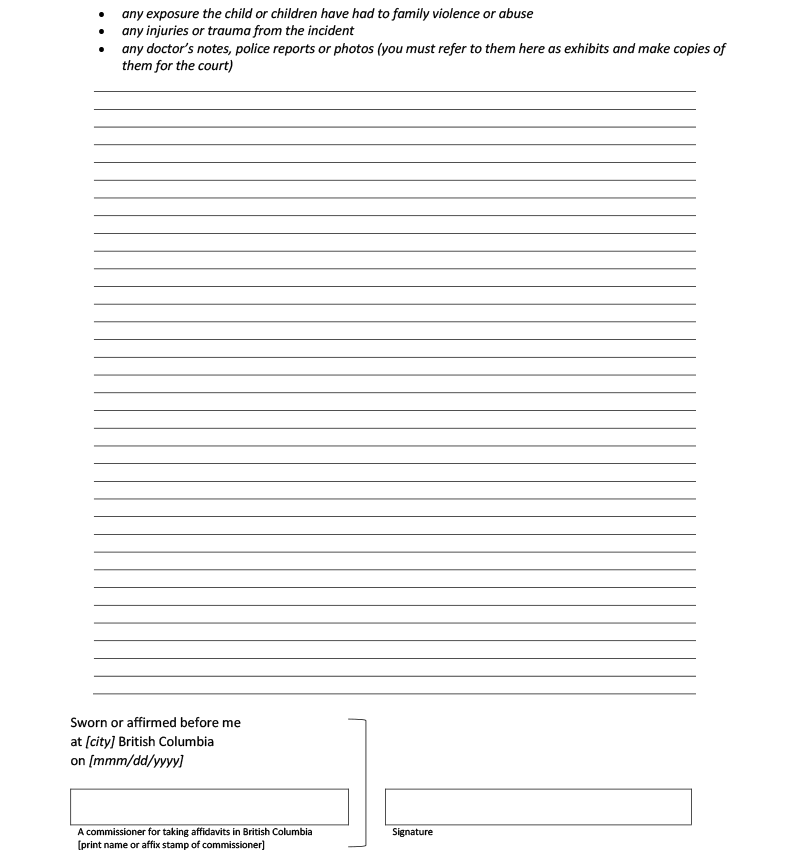 • any exposure the child or children have had to family violence or abuse
• any injuries or trauma from the incident
• any doctor’s notes, police reports or photos (you must refer to them here as exhibits and make copies of
them for the court)
Sworn or affirmed before me
at [city] British Columbia
on [mmm/dd/yyyy]
A commissioner for taking affidavits in British Columbia
[print name or affix stamp of commissioner]
Signature